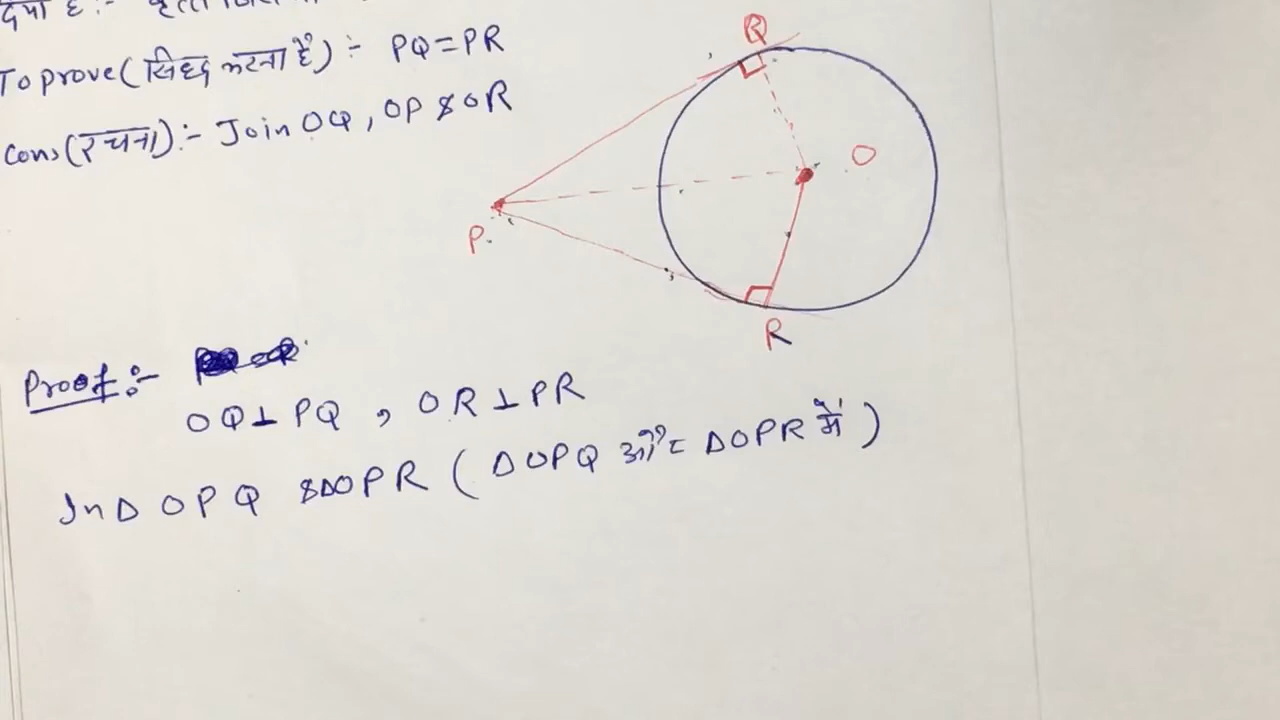 दिया है :-
To prove (सिद्ध करना है) :- PQ = PR
Cons (रचना) :- Join OQ, OP & OR
Q
O
P
R
Proof :-
OQ ⊥ PQ , OR ⊥ PR
In Δ OPQ & ΔOPR ( Δ OPQ और Δ OPR में )